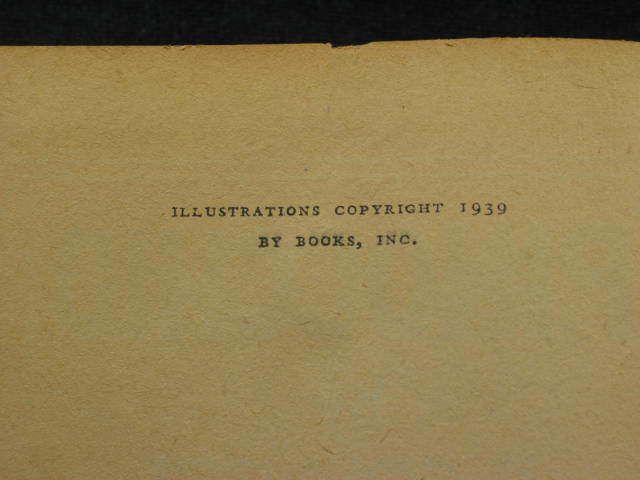 ILLUSTRATIONS COPYRIGHT 1939
BY BOOKS, INC.